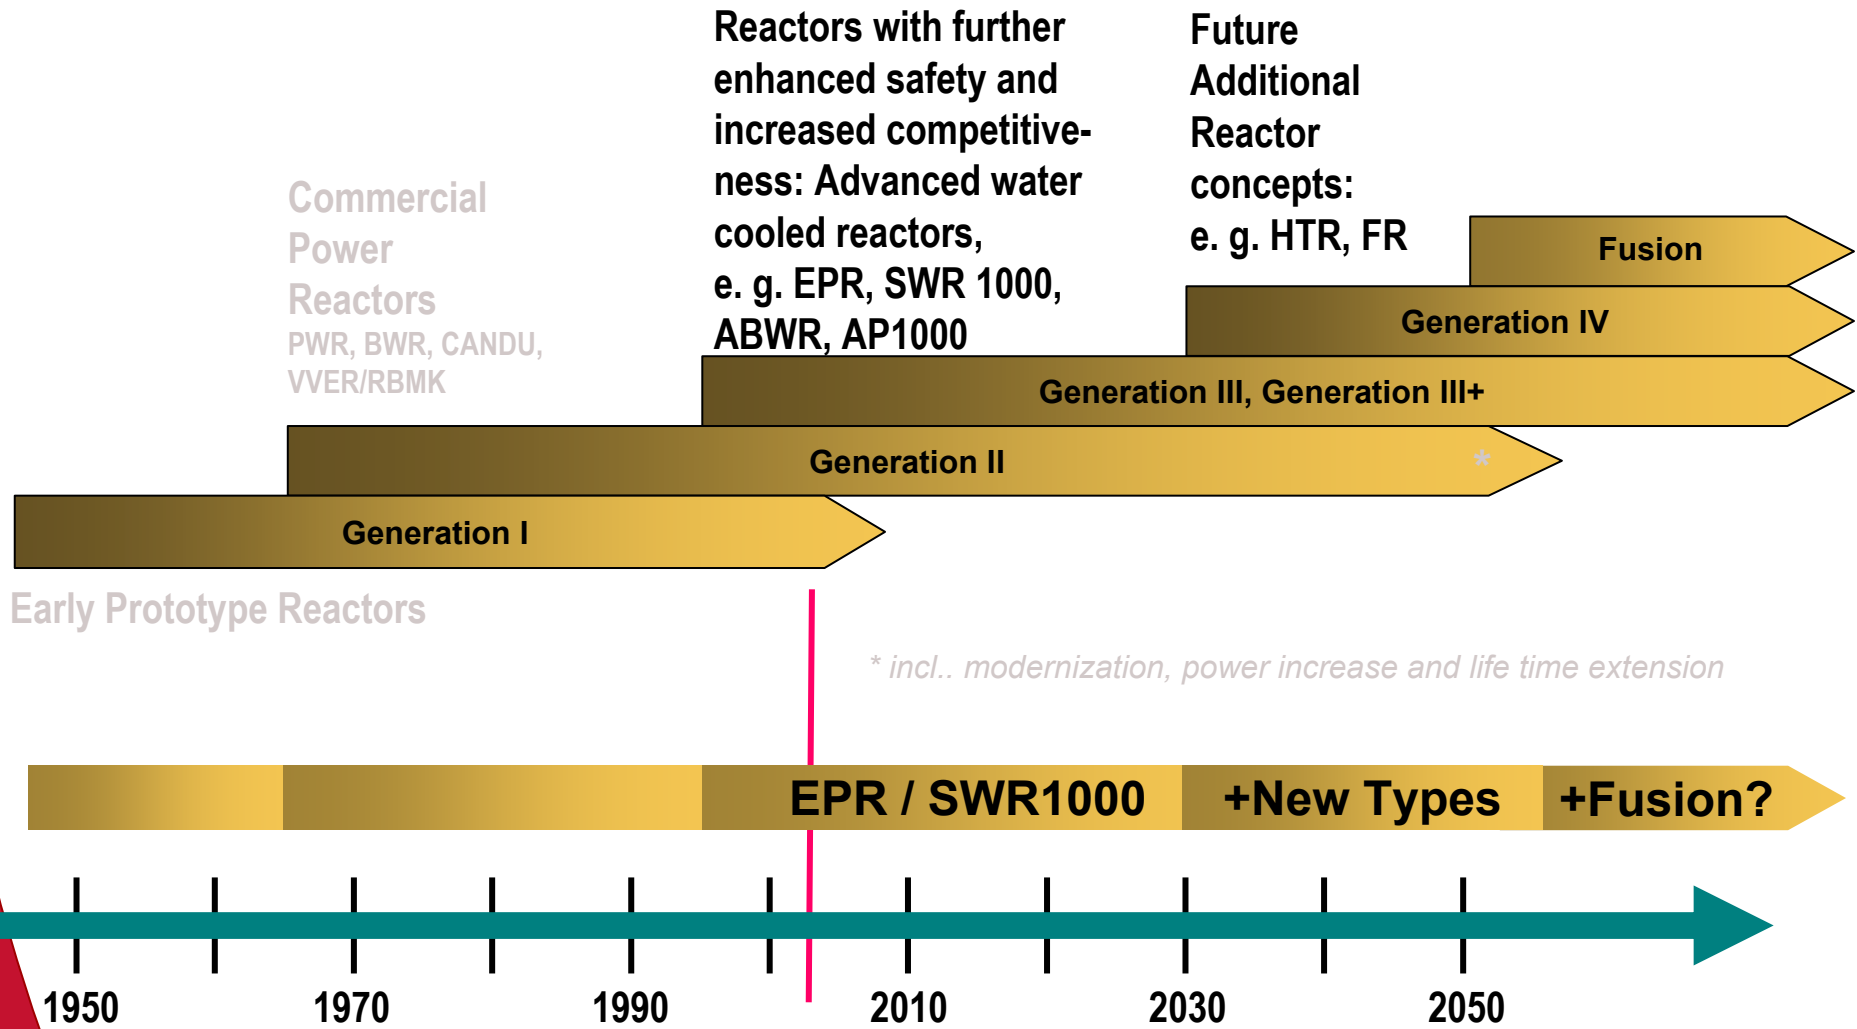 Reactors with further
enhanced safety and
increased competitive-
ness: Advanced water
cooled reactors,
e. g. EPR, SWR 1000,
ABWR, AP1000
Future
Additional
Reactor
concepts:
e. g. HTR, FR
Commercial
Power
Reactors
PWR, BWR, CANDU,
VVER/RBMK
Fusion
Generation IV
Generation III, Generation III+
Generation II *
Generation I
Early Prototype Reactors
* incl.. modernization, power increase and life time extension
EPR / SWR1000 +New Types +Fusion?
1950 1970 1990 2010 2030 2050